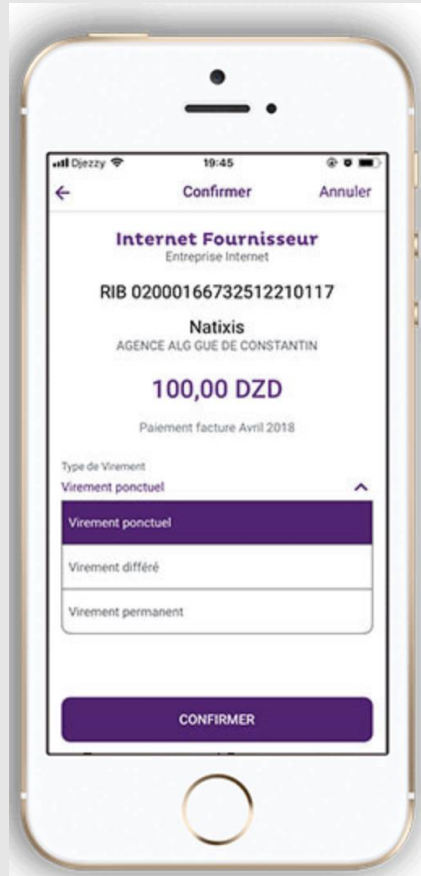 Djezzy 19:45
Confirmer Annuler
Internet Fournisseur
Entreprise Internet
RIB 02000166732512210117
Natixis
AGENCE ALG GUE DE CONSTANTIN
100,00 DZD
Paiement facture Avril 2018
Type de Virement
Virement ponctuel
Virement ponctuel
Virement différé
Virement permanent
CONFIRMER